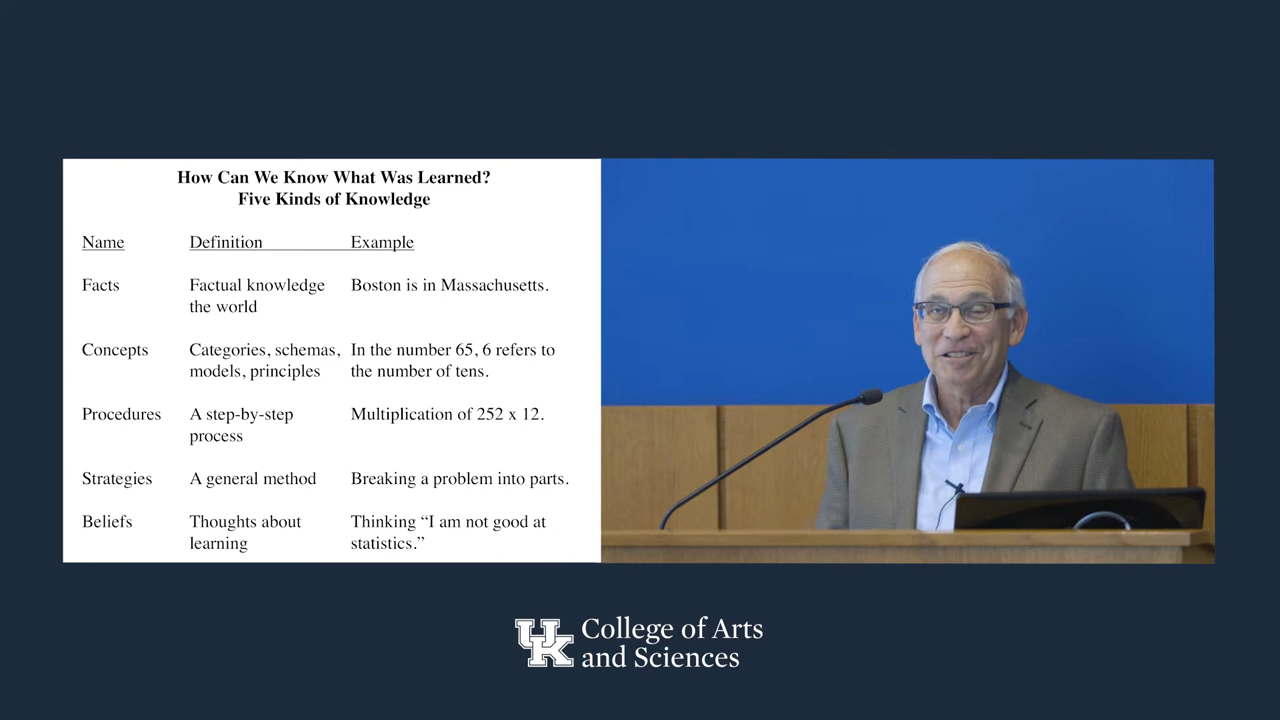 How Can We Know What Was Learned?
Five Kinds of Knowledge
Name Definition Example
Facts Factual knowledge Boston is in Massachusetts.
the world
Concepts Categories, schemas, In the number 65, 6 refers to
models, principles the number of tens.
Procedures A step-by-step Multiplication of 252 x 12.
process
Strategies A general method Breaking a problem into parts.
Beliefs Thoughts about Thinking “I am not good at
learning statistics.”
UK College of Arts
and Sciences